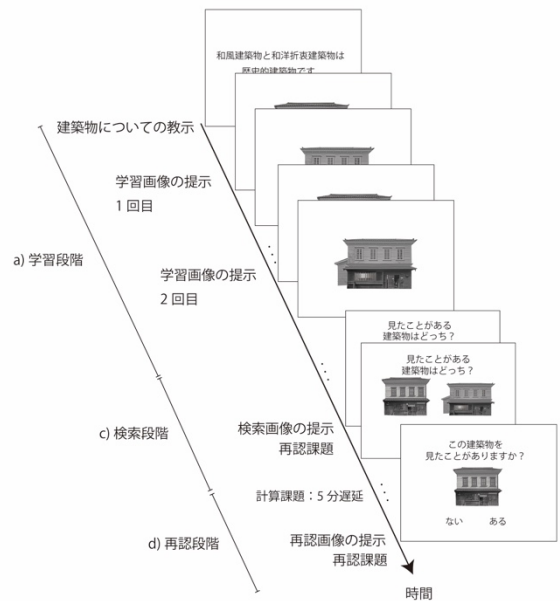 和風建築物と和洋折衷建築物は
歴史的建築物です
建築物についての教示
学習画像の提示
1 回目
a) 学習段階
学習画像の提示
2 回目
見たことがある
建築物はどっち？
見たことがある
建築物はどっち？
c) 検索段階
検索画像の提示
再認課題
この建築物を
見たことがありますか？
計算課題：5 分遅延
ない
ある
d) 再認段階
再認画像の提示
再認課題
時間